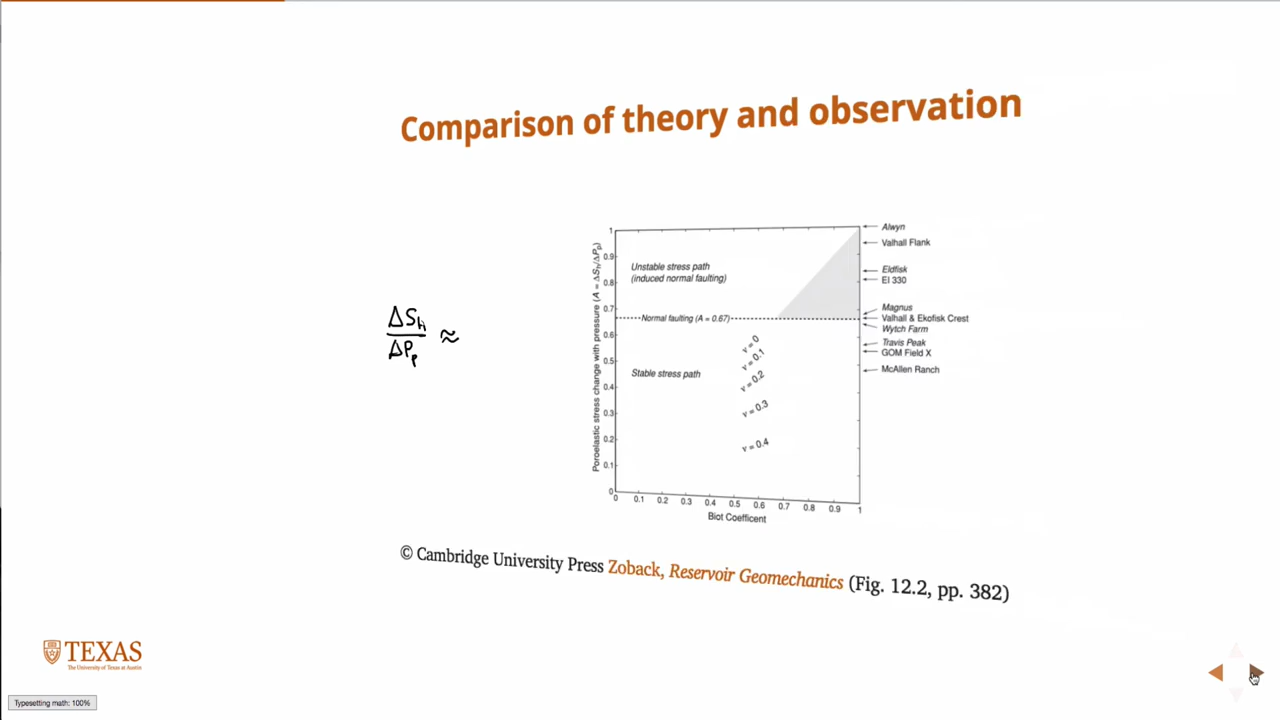 Comparison of theory and observation
ΔSh
ΔPp
≈
Poroelastic stress change with pressure (A = ΔSh/ΔPp)
1
0.9
0.8
0.7
0.6
0.5
0.4
0.3
0.2
0.1
0
Unstable stress path
(induced normal faulting)
Normal faulting (A = 0.67)
Stable stress path
ν = 0
ν = 0.1
ν = 0.2
ν = 0.3
ν = 0.4
Alwyn
Valhall Flank
Eldfisk
EI 330
Magnus
Valhall & Ekofisk Crest
Wytch Farm
Travis Peak
GOM Field X
McAllen Ranch
0 0.1 0.2 0.3 0.4 0.5 0.6 0.7 0.8 0.9 1
Biot Coefficent
© Cambridge University Press Zoback, Reservoir Geomechanics (Fig. 12.2, pp. 382)
TEXAS
The University of Texas at Austin
Typesetting math: 100%